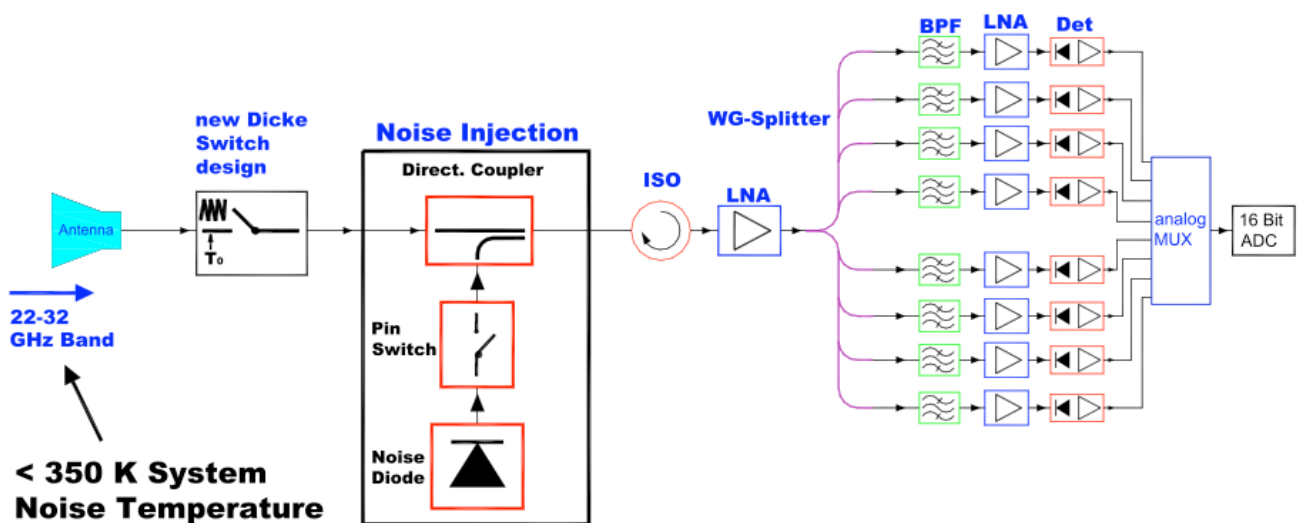 BPF
LNA
Det
new Dicke
Switch
design
Noise Injection
WG-Splitter
Direct. Coupler
ISO
LNA
Antenna
T₀
analog
MUX
16 Bit
ADC
22-32
GHz Band
Pin
Switch
Noise
Diode
< 350 K System
Noise Temperature